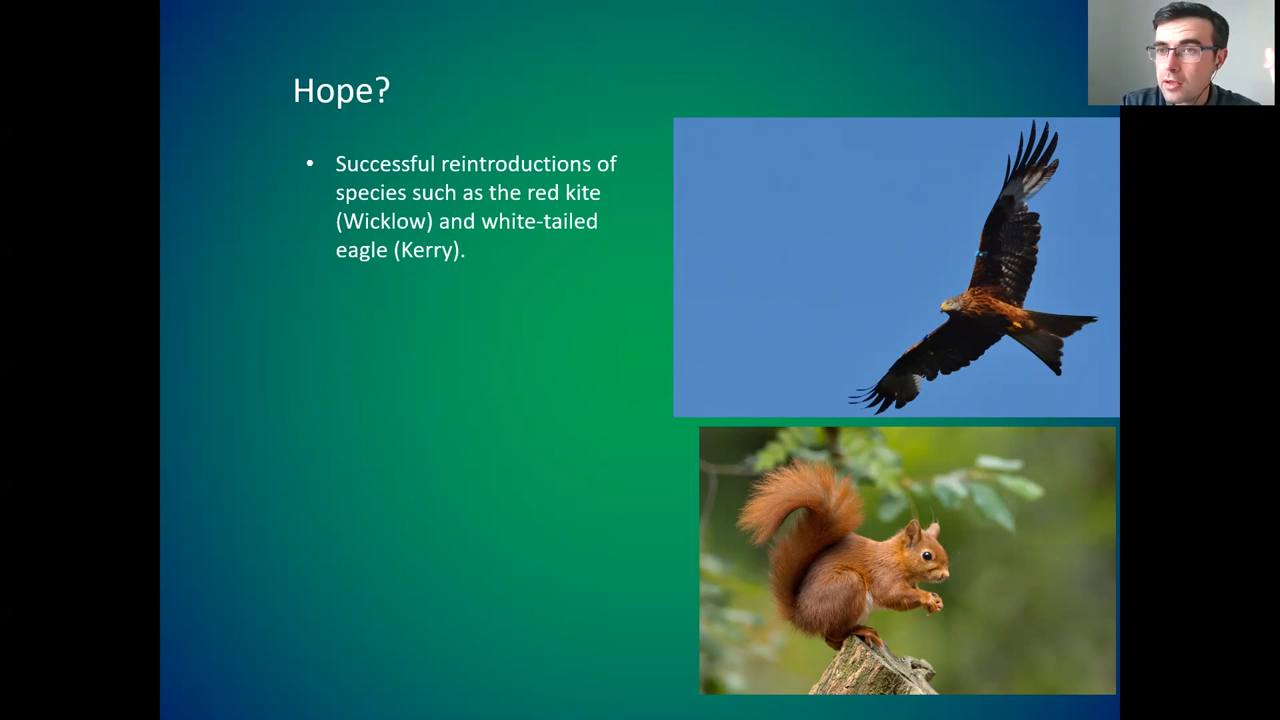 Hope?
• Successful reintroductions of
species such as the red kite
(Wicklow) and white-tailed
eagle (Kerry).